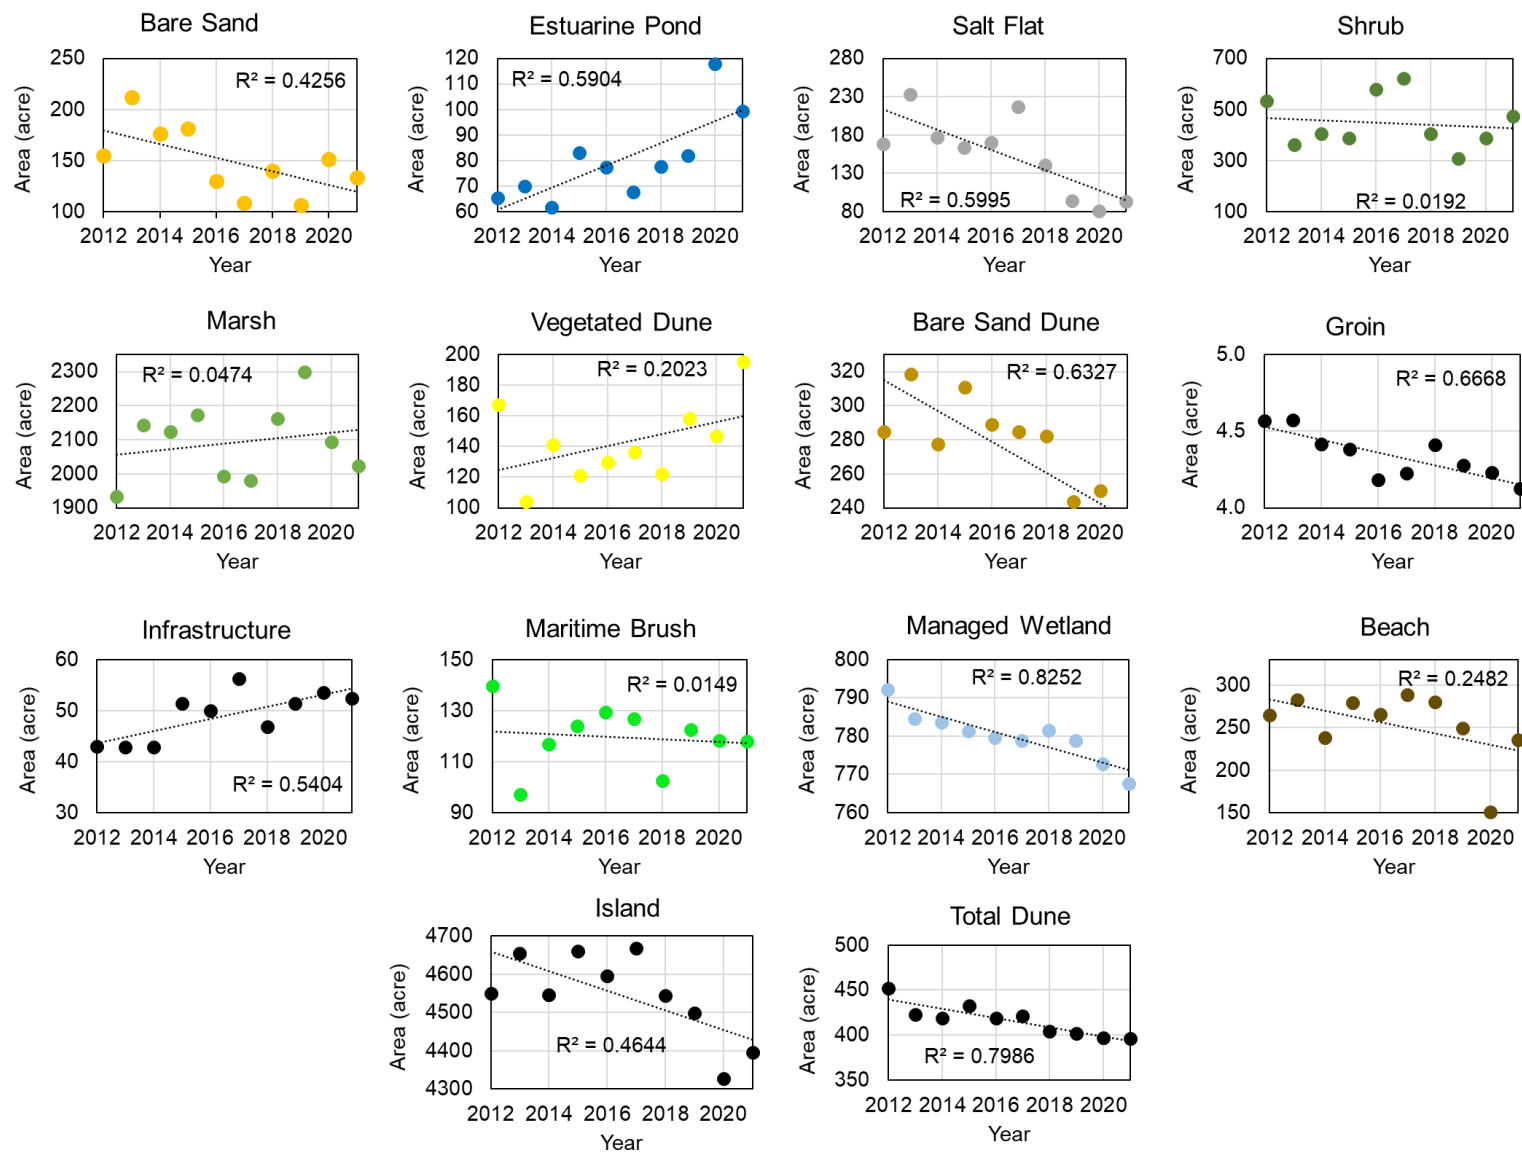 Bare Sand
250
200
150
100
Area (acre)
R² = 0.4256
2012 2014 2016 2018 2020
Year
Estuarine Pond
120
110
100
90
80
70
60
Area (acre)
R² = 0.5904
2012 2014 2016 2018 2020
Year
Salt Flat
280
230
180
130
80
Area (acre)
R² = 0.5995
2012 2014 2016 2018 2020
Year
Shrub
700
500
300
100
Area (acre)
R² = 0.0192
2012 2014 2016 2018 2020
Year
Marsh
2300
2200
2100
2000
1900
Area (acre)
R² = 0.0474
2012 2014 2016 2018 2020
Year
Vegetated Dune
200
180
160
140
120
100
Area (acre)
R² = 0.2023
2012 2014 2016 2018 2020
Year
Bare Sand Dune
320
300
280
260
240
Area (acre)
R² = 0.6327
2012 2014 2016 2018 2020
Year
Groin
5.0
4.5
4.0
Area (acre)
R² = 0.6668
2012 2014 2016 2018 2020
Year
Infrastructure
60
50
40
30
Area (acre)
R² = 0.5404
2012 2014 2016 2018 2020
Year
Maritime Brush
150
130
110
90
Area (acre)
R² = 0.0149
2012 2014 2016 2018 2020
Year
Managed Wetland
800
790
780
770
760
Area (acre)
R² = 0.8252
2012 2014 2016 2018 2020
Year
Beach
300
250
200
150
Area (acre)
R² = 0.2482
2012 2014 2016 2018 2020
Year
Island
4700
4600
4500
4400
4300
Area (acre)
R² = 0.4644
2012 2014 2016 2018 2020
Year
Total Dune
500
450
400
350
Area (acre)
R² = 0.7986
2012 2014 2016 2018 2020
Year